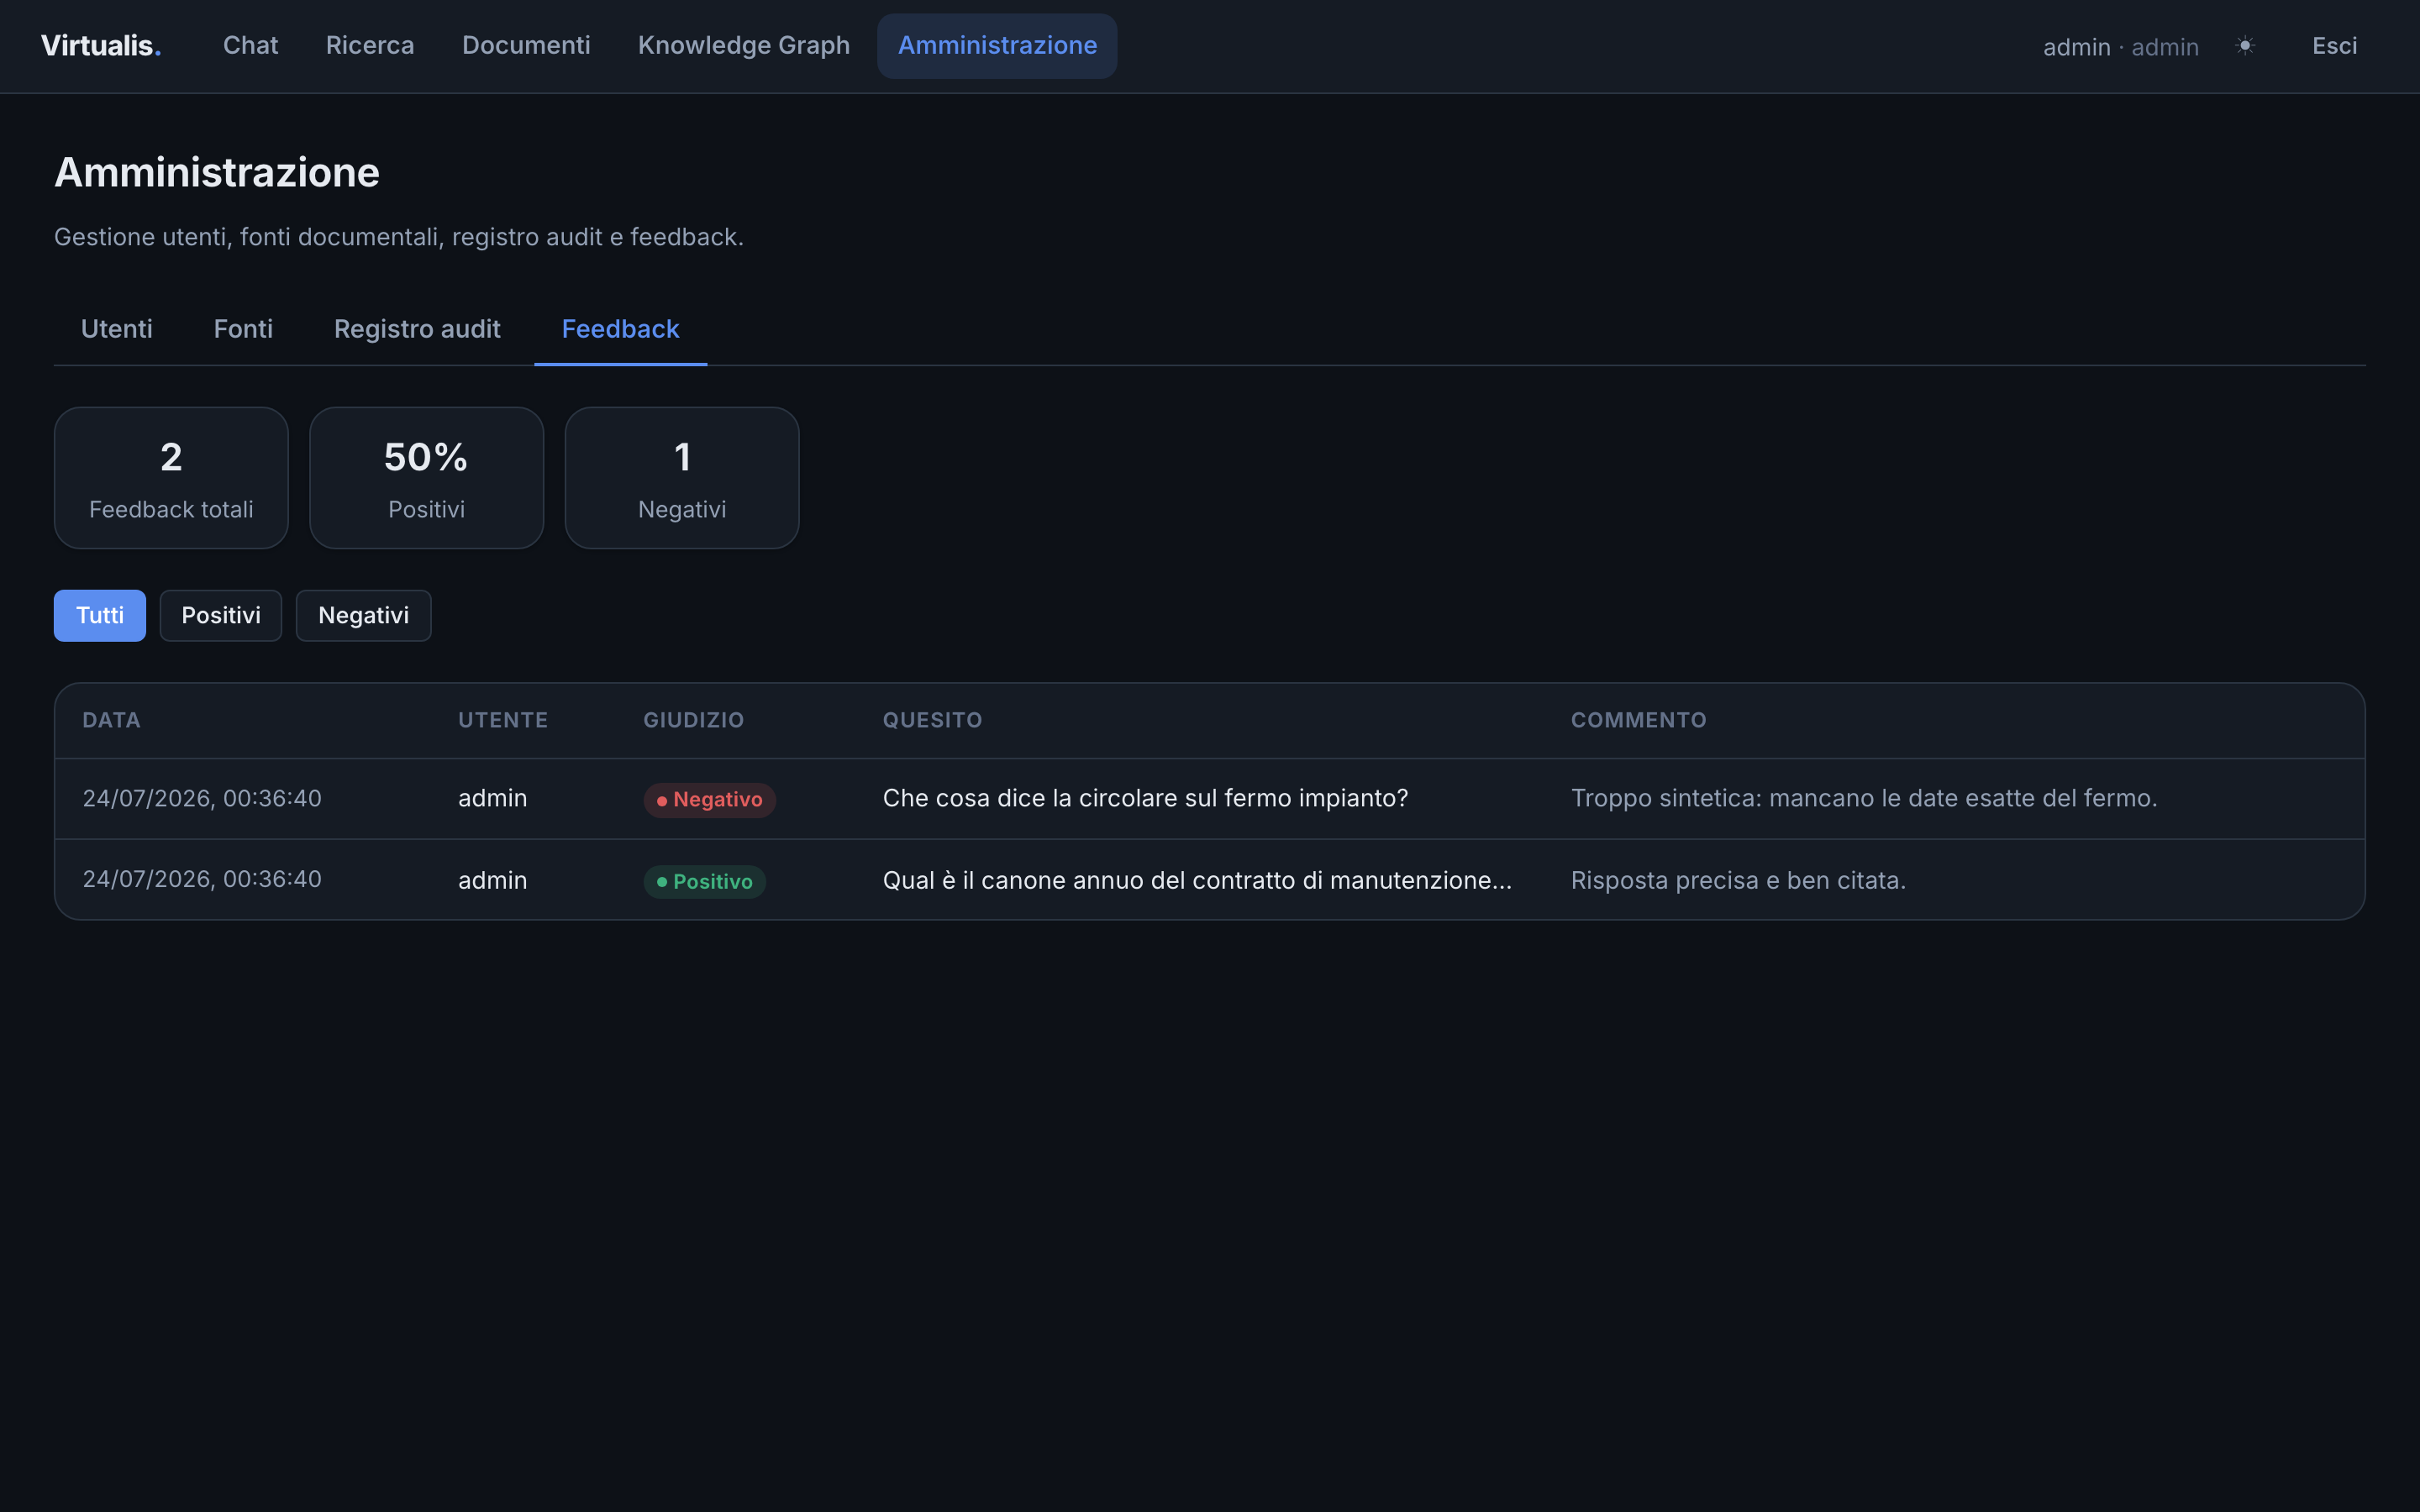 Virtualis. Chat Ricerca Documenti Knowledge Graph Amministrazione admin · admin Esci
Amministrazione
Gestione utenti, fonti documentali, registro audit e feedback.
Utenti Fonti Registro audit Feedback
2 50% 1
Feedback totali Positivi Negativi
Tutti Positivi Negativi
DATA UTENTE GIUDIZIO QUESITO COMMENTO
24/07/2026, 00:36:40 admin Negativo Che cosa dice la circolare sul fermo impianto? Troppo sintetica: mancano le date esatte del fermo.
24/07/2026, 00:36:40 admin Positivo Qual è il canone annuo del contratto di manutenzione... Risposta precisa e ben citata.